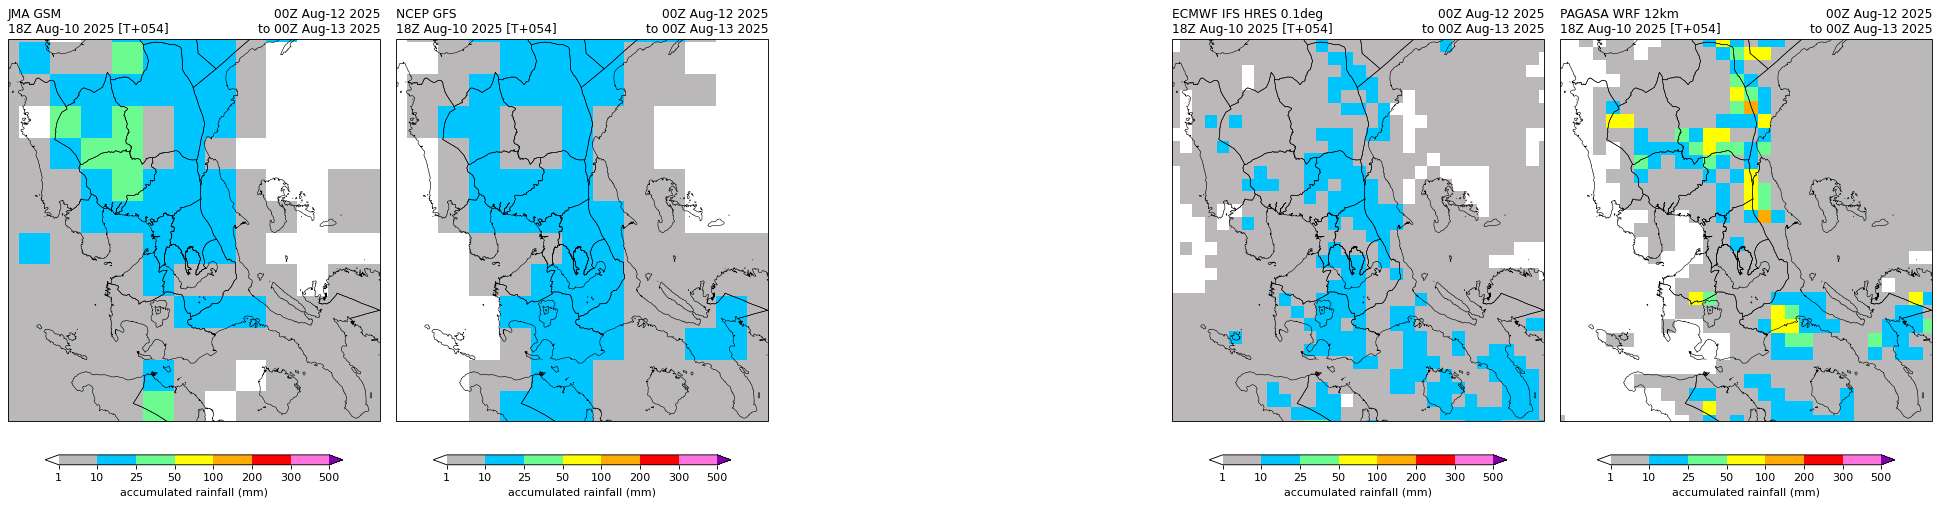 JMA GSM 00Z Aug-12 2025
18Z Aug-10 2025 [T+054] to 00Z Aug-13 2025
1 10 25 50 100 200 300 500
accumulated rainfall (mm)
NCEP GFS 00Z Aug-12 2025
18Z Aug-10 2025 [T+054] to 00Z Aug-13 2025
1 10 25 50 100 200 300 500
accumulated rainfall (mm)
ECMWF IFS HRES 0.1deg 00Z Aug-12 2025
18Z Aug-10 2025 [T+054] to 00Z Aug-13 2025
1 10 25 50 100 200 300 500
accumulated rainfall (mm)
PAGASA WRF 12km 00Z Aug-12 2025
18Z Aug-10 2025 [T+054] to 00Z Aug-13 2025
1 10 25 50 100 200 300 500
accumulated rainfall (mm)